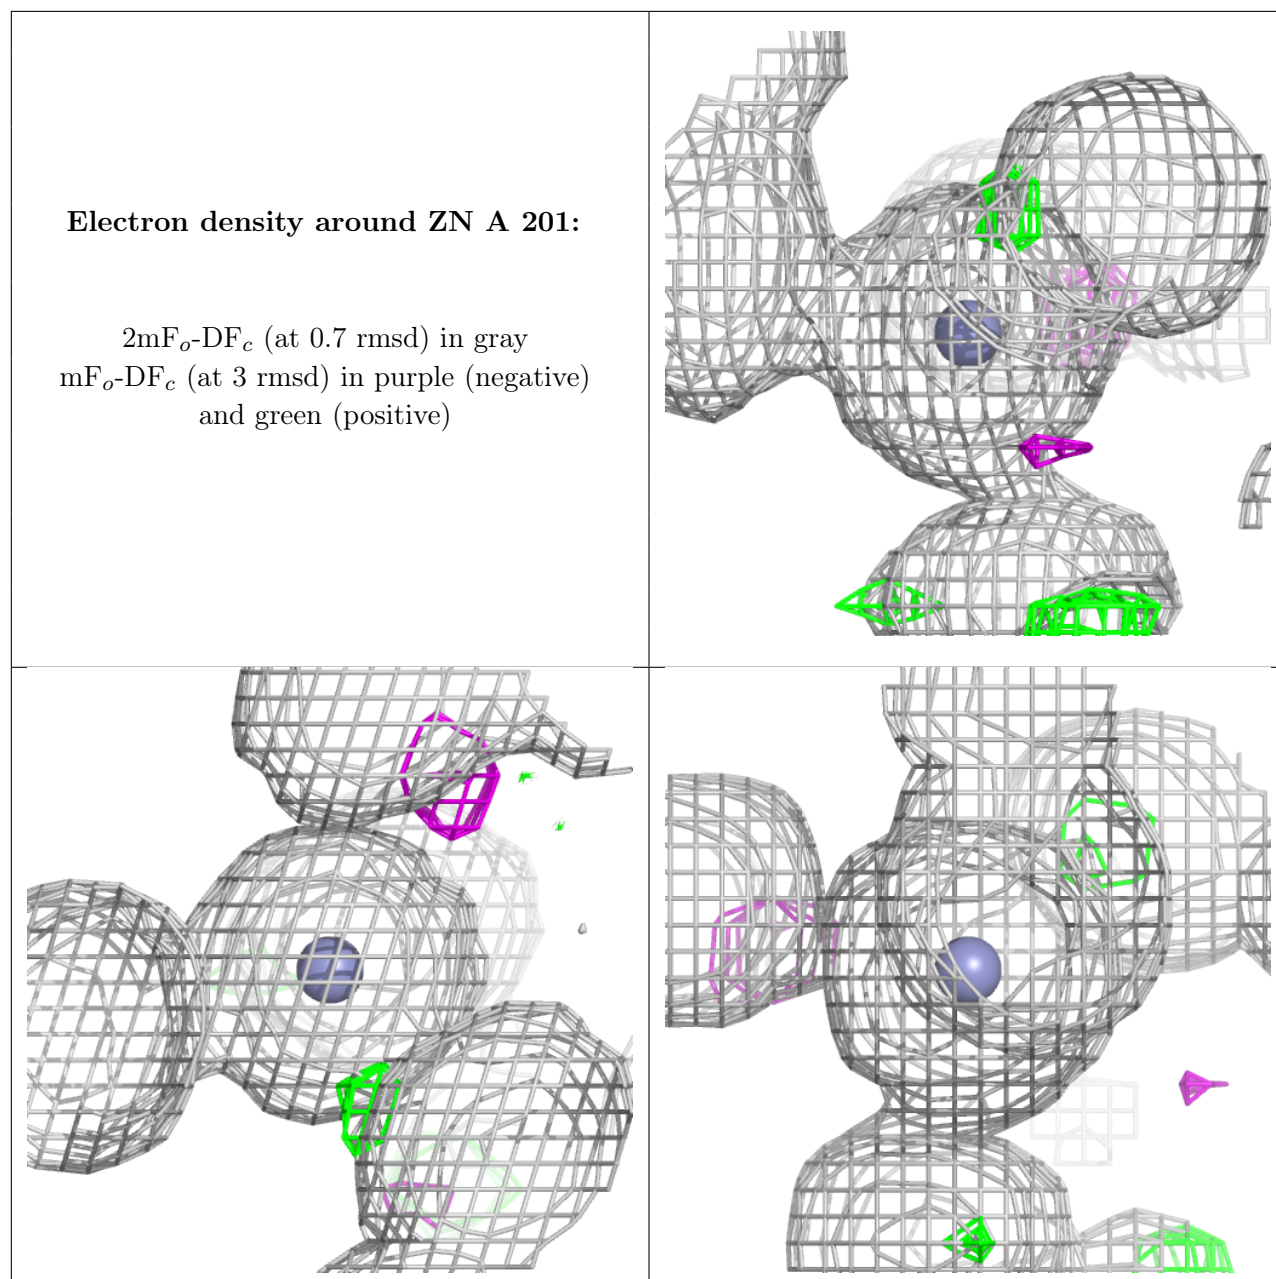 Electron density around ZN A 201:
2mFo-DFc (at 0.7 rmsd) in gray
mFo-DFc (at 3 rmsd) in purple (negative)
and green (positive)